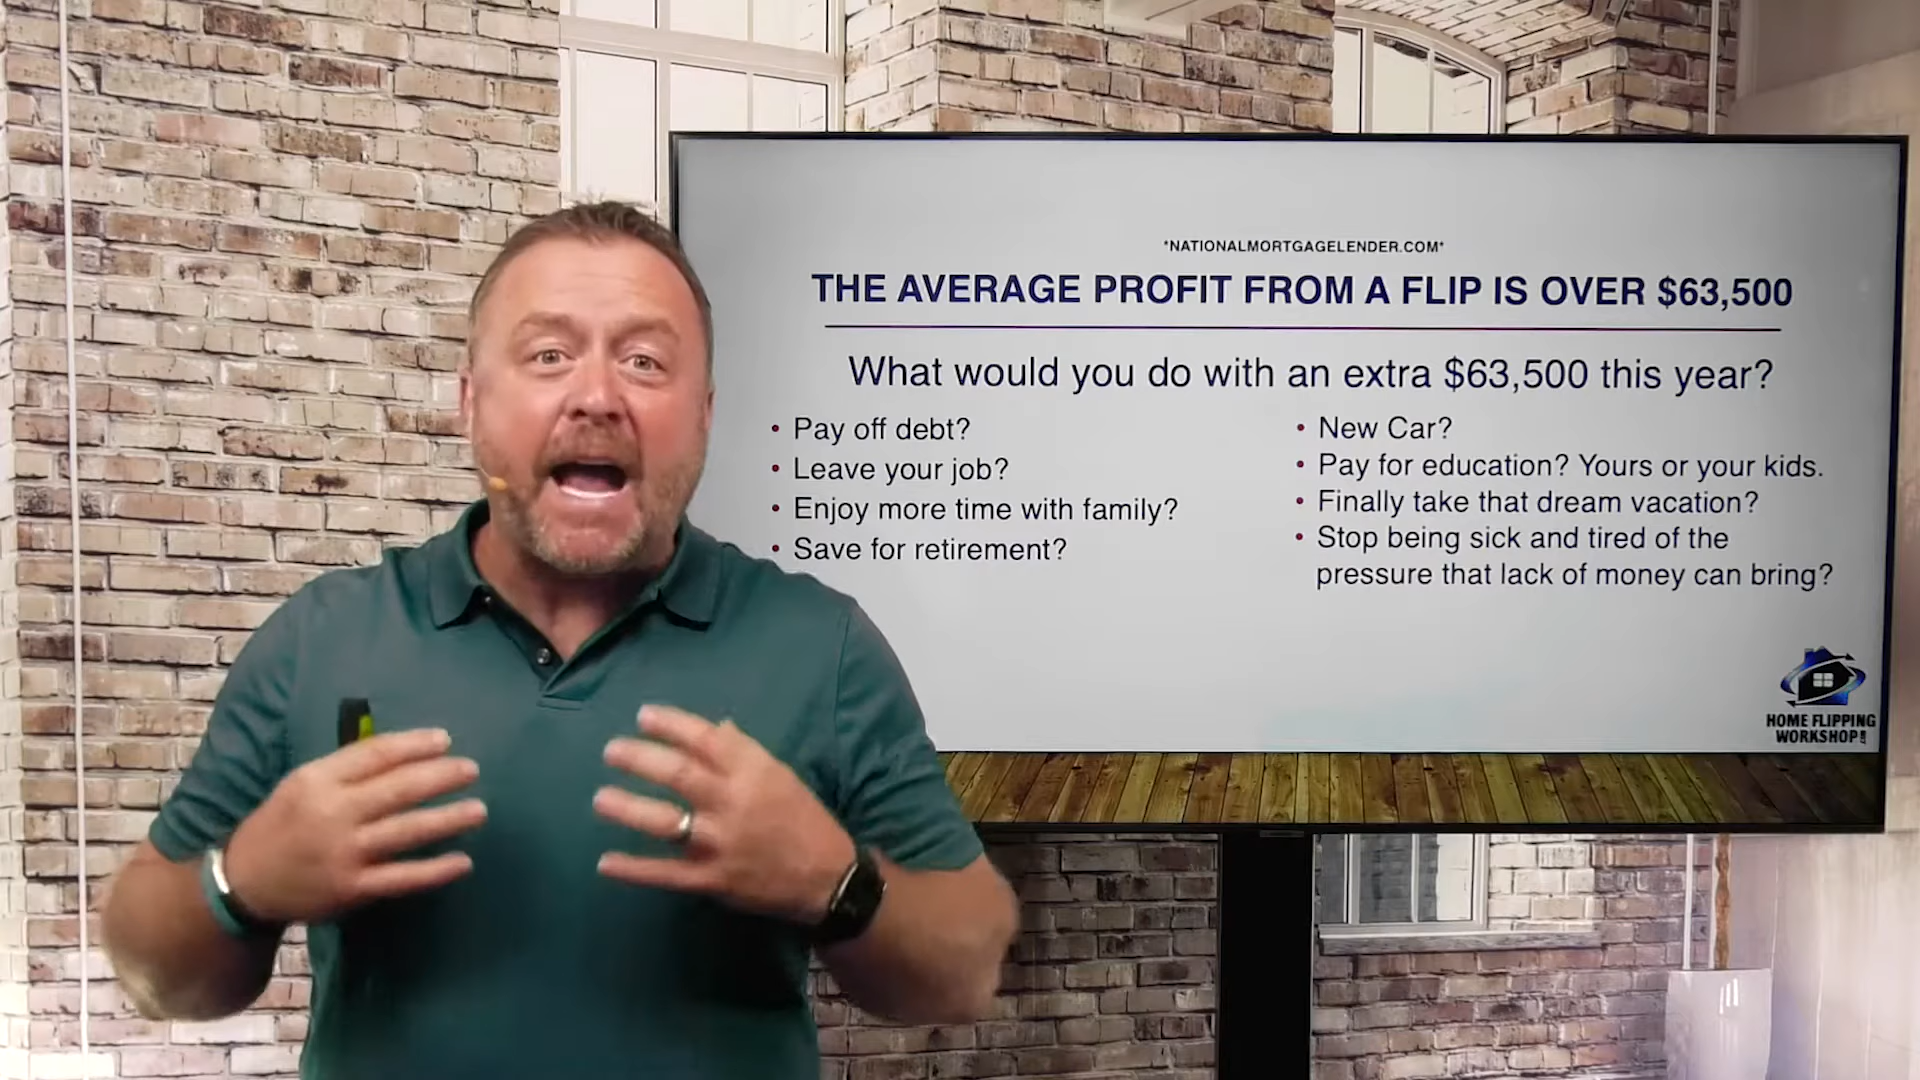 *NATIONALMORTGAGELENDER.COM*
THE AVERAGE PROFIT FROM A FLIP IS OVER $63,500
What would you do with an extra $63,500 this year?
• Pay off debt?
• Leave your job?
• Enjoy more time with family?
• Save for retirement?
• New Car?
• Pay for education? Yours or your kids.
• Finally take that dream vacation?
• Stop being sick and tired of the
pressure that lack of money can bring?
HOME FLIPPING
WORKSHOP!